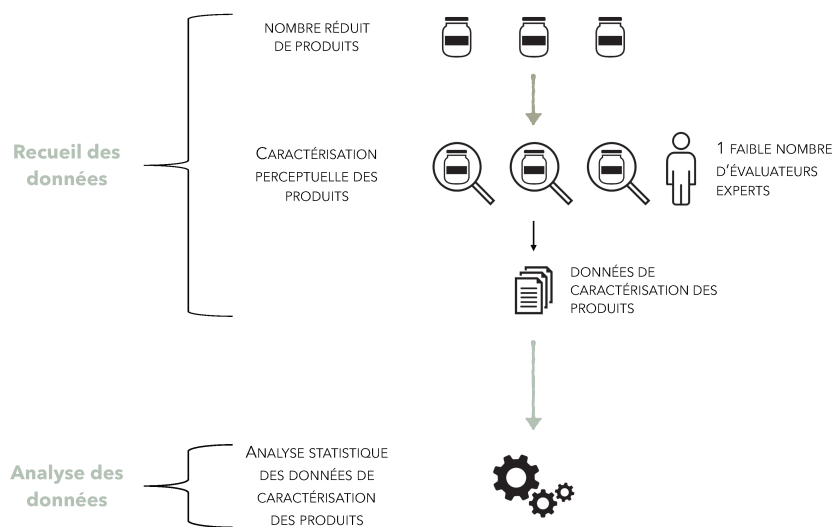 NOMBRE RÉDUIT
DE PRODUITS
Recueil des
données
CARACTÉRISATION
PERCEPTUELLE DES
PRODUITS
1 FAIBLE NOMBRE
D'ÉVALUATEURS
EXPERTS
DONNÉES DE
CARACTÉRISATION DES
PRODUITS
Analyse des
données
ANALYSE STATISTIQUE
DES DONNÉES DE
CARACTÉRISATION
DES PRODUITS